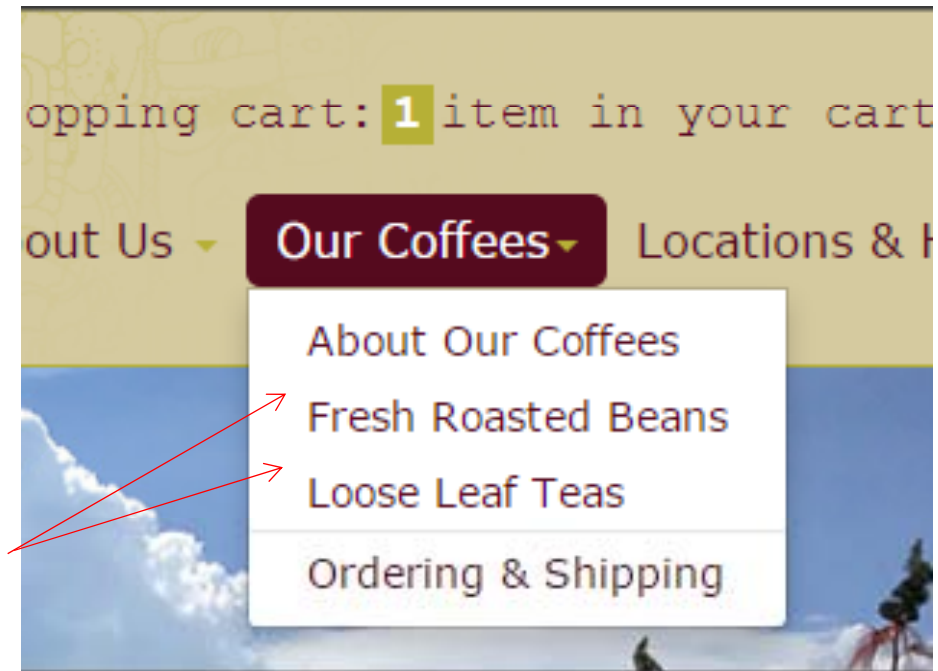 opping cart: 1 item in your cart
out Us Our Coffees Locations & H
About Our Coffees
Fresh Roasted Beans
Loose Leaf Teas
Ordering & Shipping